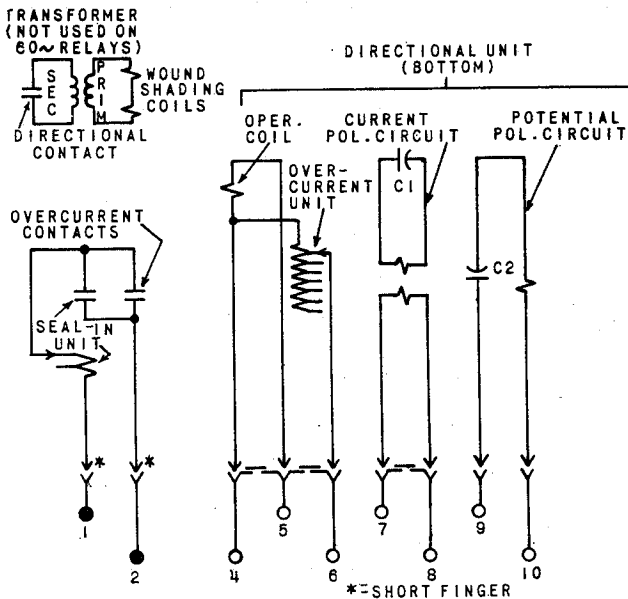 TRANSFORMER
(NOT USED ON
60~ RELAYS)
SEC
PRIM
WOUND
SHADING
COILS
DIRECTIONAL
CONTACT
DIRECTIONAL UNIT
(BOTTOM)
OPER.
COIL
CURRENT
POL. CIRCUIT
POTENTIAL
POL. CIRCUIT
OVER-
CURRENT
UNIT
C1
C2
OVERCURRENT
CONTACTS
SEAL-IN
UNIT
*
*
1
2
4
5
6
7
8
9
10
*=SHORT FINGER